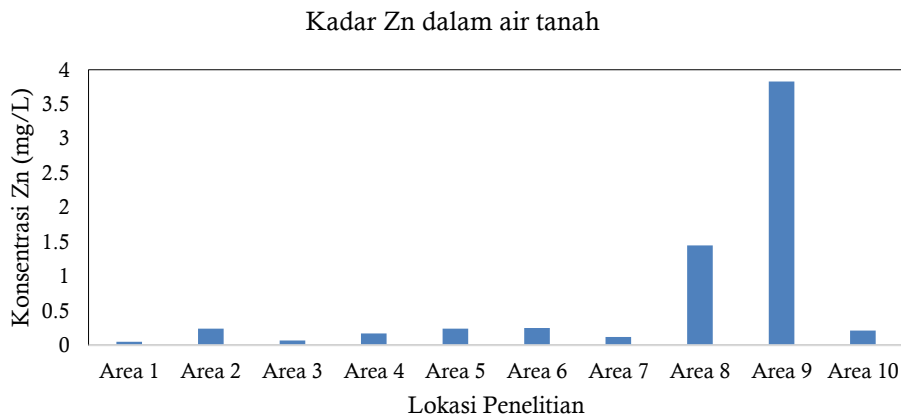 Kadar Zn dalam air tanah
Konsentrasi Zn (mg/L)
4
3.5
3
2.5
2
1.5
1
0.5
0
Area 1 Area 2 Area 3 Area 4 Area 5 Area 6 Area 7 Area 8 Area 9 Area 10
Lokasi Penelitian